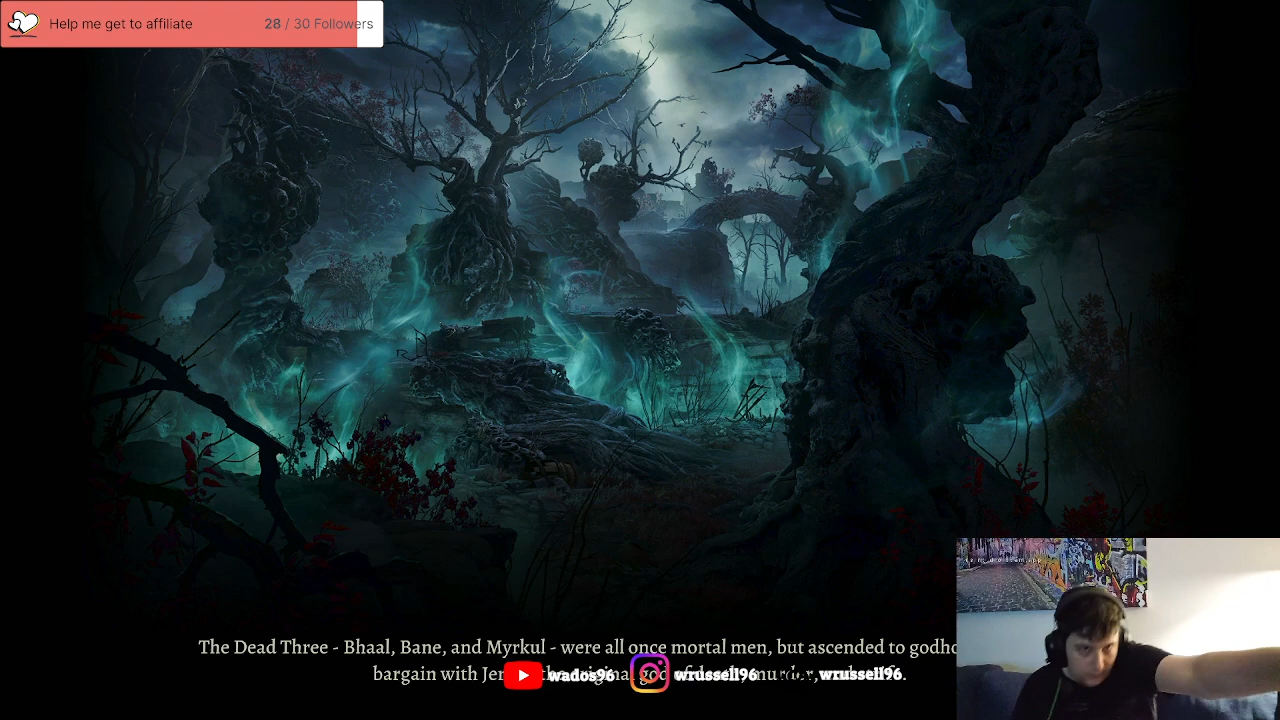 Help me get to affiliate 28 / 30 Followers
The Dead Three - Bhaal, Bane, and Myrkul - were all once mortal men, but ascended to godho
bargain with Jer
wados96 wrussell96 wrussell96